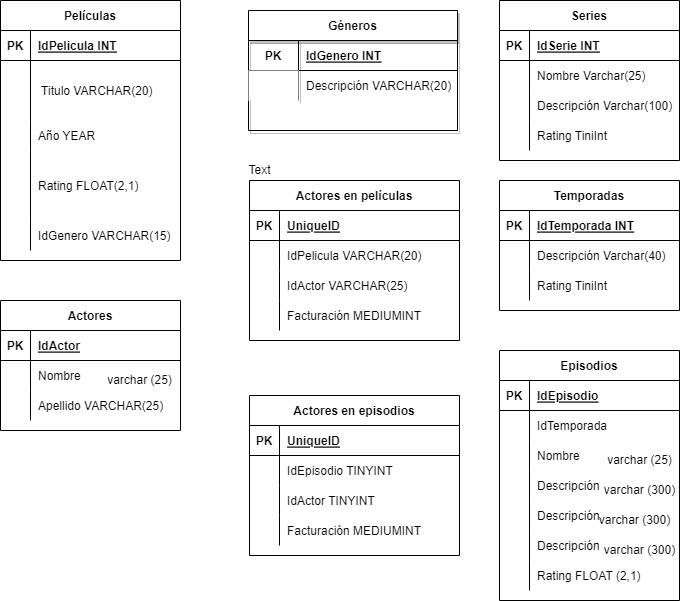 Películas
PK IdPelicula INT
Titulo VARCHAR(20)
Año YEAR
Rating FLOAT(2,1)
IdGenero VARCHAR(15)
Géneros
PK IdGenero INT
Descripción VARCHAR(20)
Series
PK IdSerie INT
Nombre Varchar(25)
Descripción Varchar(100)
Rating TiniInt
Text
Actores en películas
PK UniqueID
IdPelicula VARCHAR(20)
IdActor VARCHAR(25)
Facturación MEDIUMINT
Temporadas
PK IdTemporada INT
Descripción Varchar(40)
Rating TiniInt
Actores
PK IdActor
Nombre varchar (25)
Apellido VARCHAR(25)
Actores en episodios
PK UniqueID
IdEpisodio TINYINT
IdActor TINYINT
Facturación MEDIUMINT
Episodios
PK IdEpisodio
IdTemporada
Nombre varchar (25)
Descripción varchar (300)
Descripción varchar (300)
Descripción varchar (300)
Rating FLOAT (2,1)